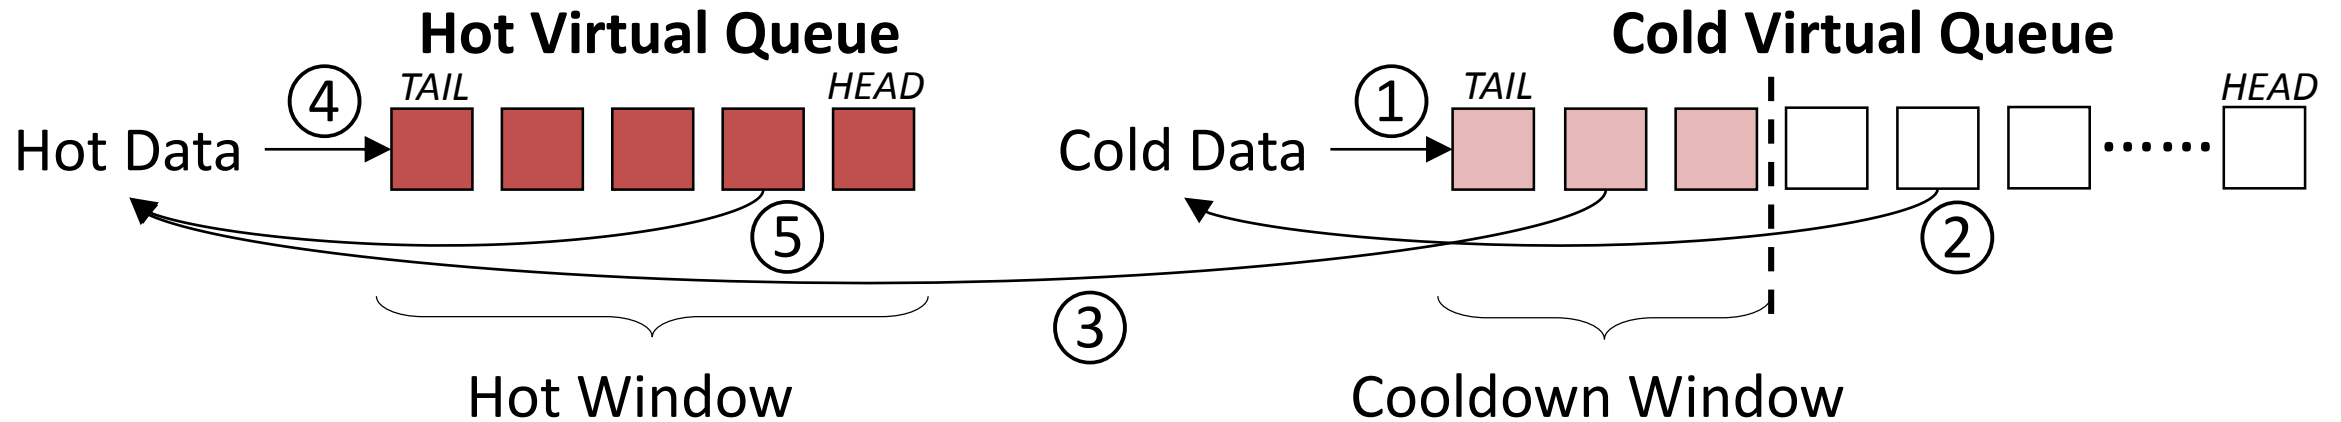 Hot Virtual Queue
Cold Virtual Queue
④
TAIL
HEAD
①
TAIL
HEAD
Hot Data
Cold Data
⑤
②
③
Hot Window
Cooldown Window